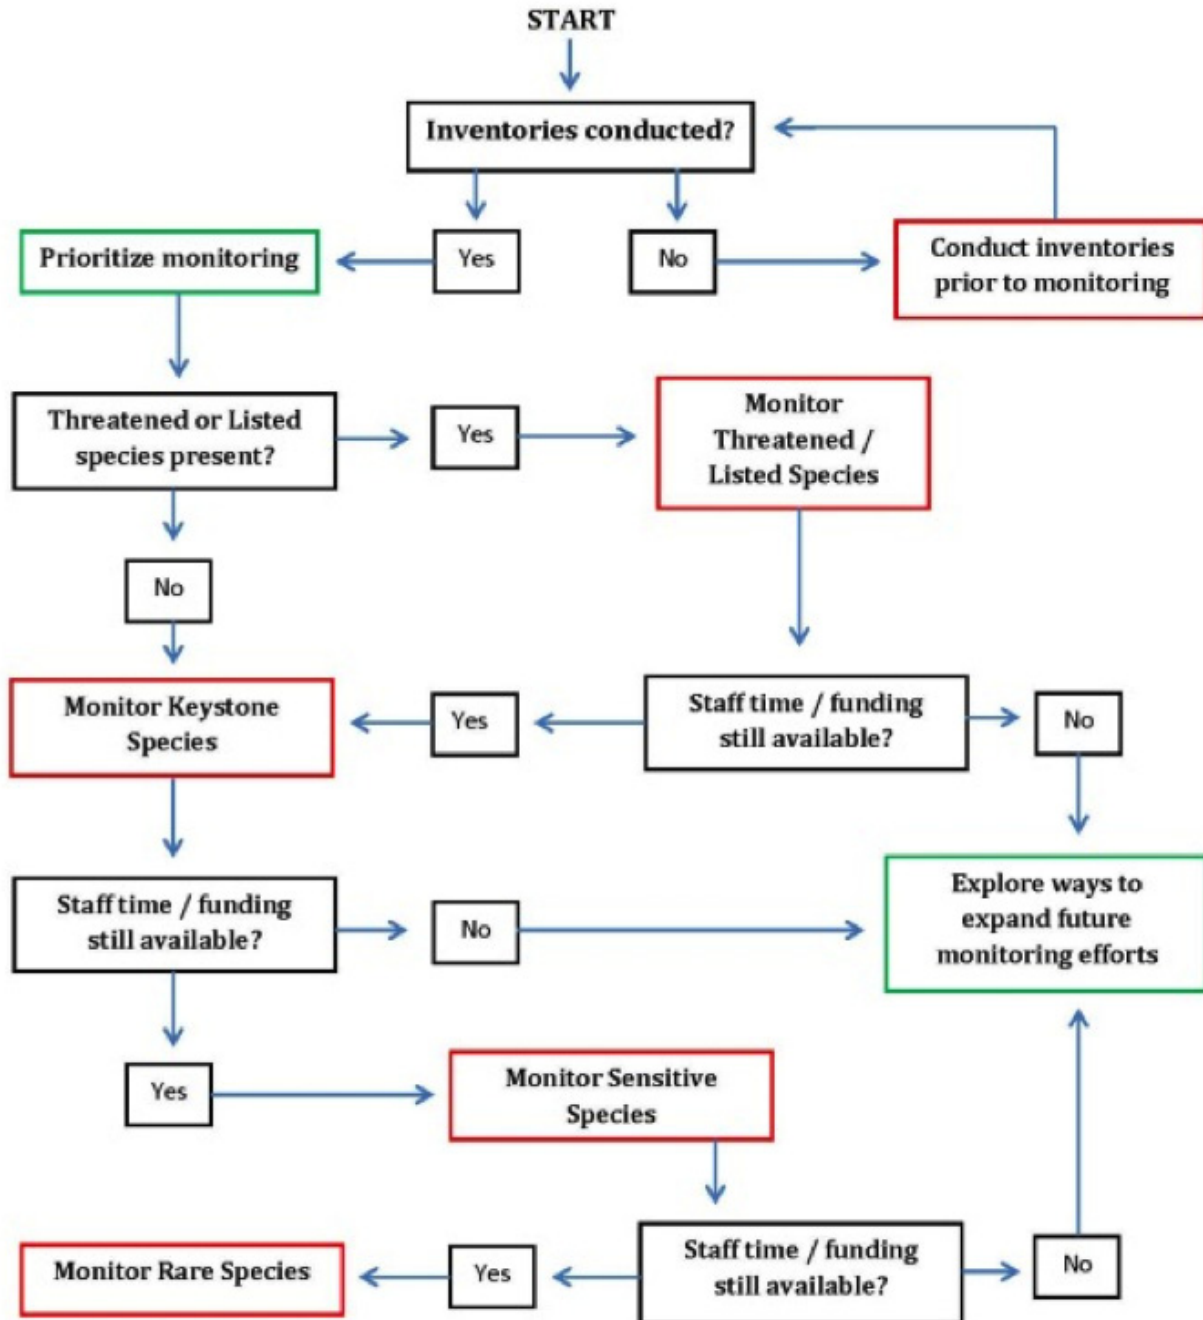 START
Inventories conducted?
Prioritize monitoring
Yes
No
Conduct inventories
prior to monitoring
Threatened or Listed
species present?
Yes
Monitor
Threatened /
Listed Species
No
Monitor Keystone
Species
Yes
Staff time / funding
still available?
No
Staff time / funding
still available?
No
Explore ways to
expand future
monitoring efforts
Yes
Monitor Sensitive
Species
Monitor Rare Species
Yes
Staff time / funding
still available?
No